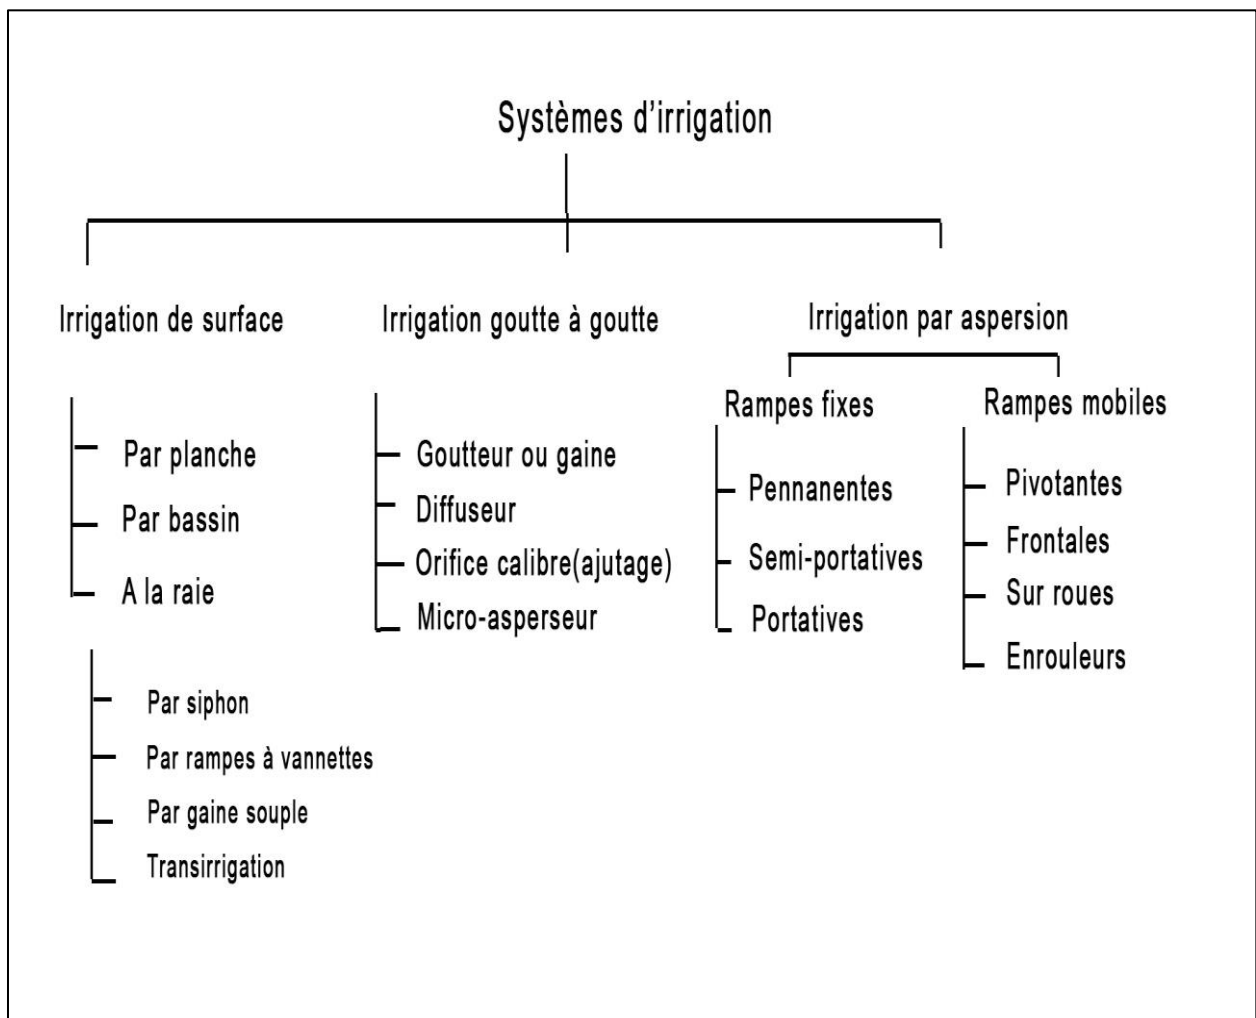 Systèmes d'irrigation
Irrigation de surface
Par planche
Par bassin
A la raie
Par siphon
Par rampes à vannettes
Par gaine souple
Transirrigation
Irrigation goutte à goutte
Goutteur ou gaine
Diffuseur
Orifice calibre(ajutage)
Micro-asperseur
Irrigation par aspersion
Rampes fixes
Pennanentes
Semi-portatives
Portatives
Rampes mobiles
Pivotantes
Frontales
Sur roues
Enrouleurs